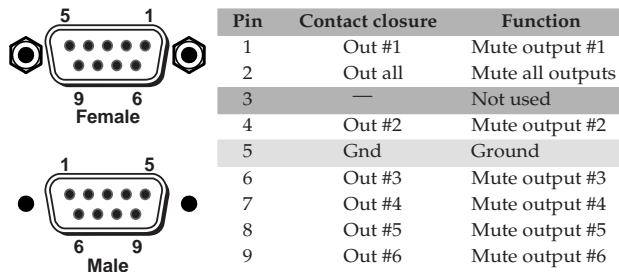 5 1
9 6
Female
1 5
6 9
Male
Pin Contact closure Function
1 Out #1 Mute output #1
2 Out all Mute all outputs
3 — Not used
4 Out #2 Mute output #2
5 Gnd Ground
6 Out #3 Mute output #3
7 Out #4 Mute output #4
8 Out #5 Mute output #5
9 Out #6 Mute output #6